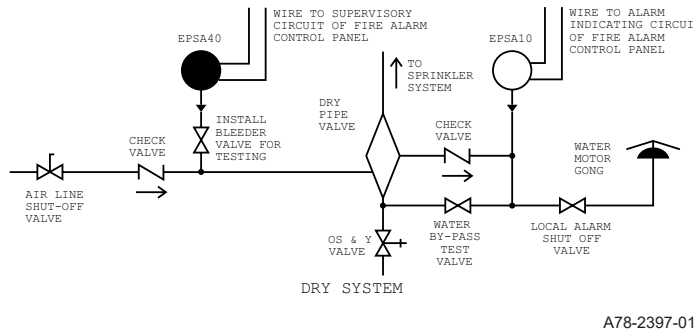 WIRE TO SUPERVISORY
CIRCUIT OF FIRE ALARM
CONTROL PANEL
EPSA40
WIRE TO ALARM
INDICATING CIRCUI
OF FIRE ALARM
CONTROL PANEL
EPSA10
TO
SPRINKLER
SYSTEM
DRY
PIPE
VALVE
INSTALL
BLEEDER
VALVE FOR
TESTING
CHECK
VALVE
CHECK
VALVE
WATER
MOTOR
GONG
AIR LINE
SHUT-OFF
VALVE
OS & Y
VALVE
WATER
BY-PASS
TEST
VALVE
LOCAL ALARM
SHUT OFF
VALVE
DRY SYSTEM
A78-2397-01